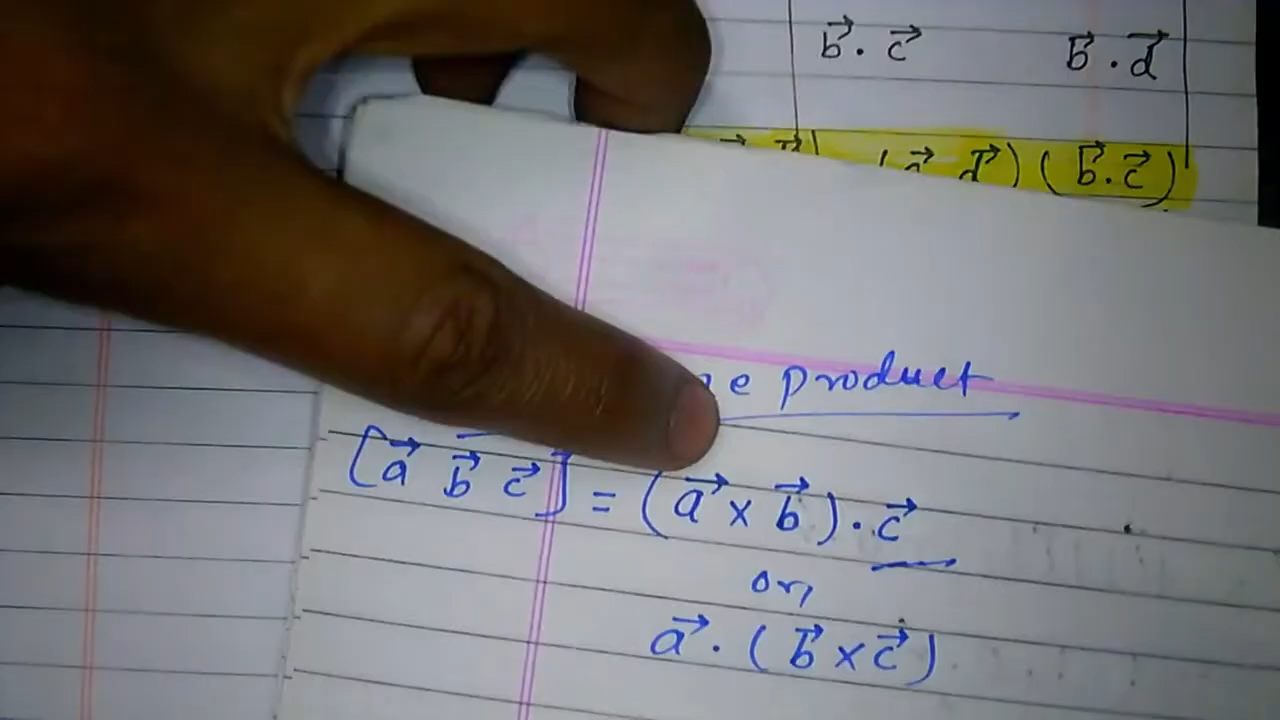 b⃗ . c⃗ b⃗ . d⃗
d⃗) (b⃗ . c⃗)
product
[a⃗ b⃗ c⃗] = (a⃗ × b⃗) . c⃗
or
a⃗ . (b⃗ × c⃗)